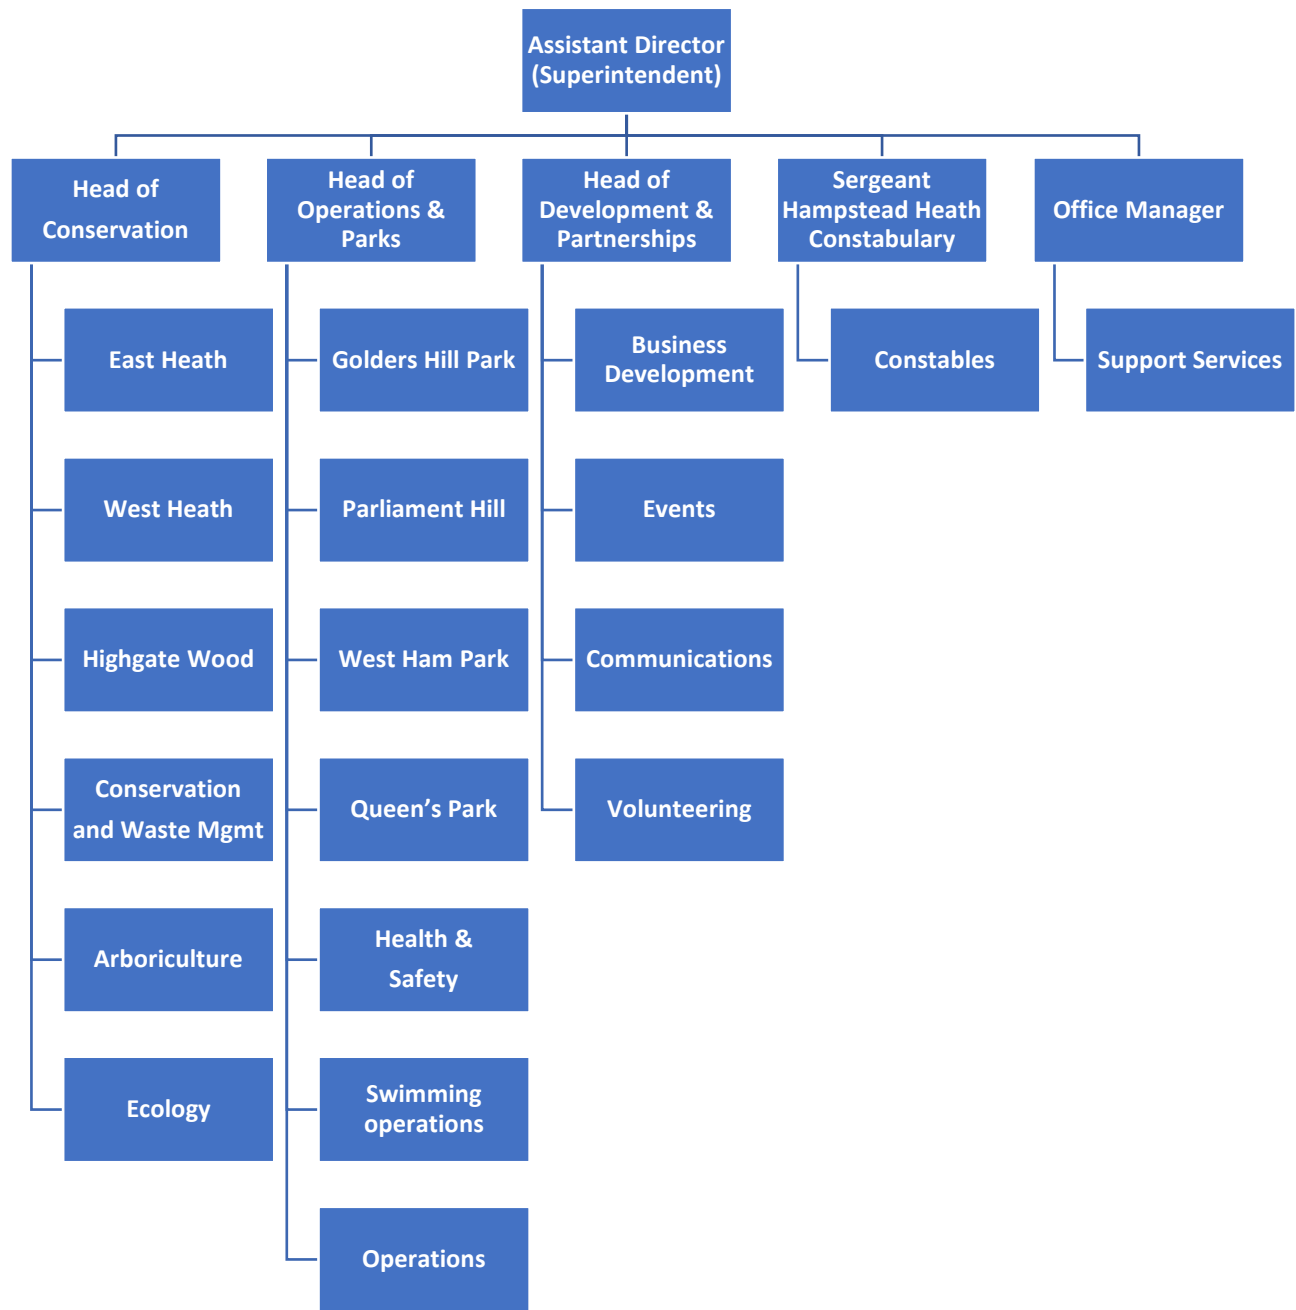 Assistant Director
(Superintendent)
Head of
Conservation
Head of
Operations &
Parks
Head of
Development &
Partnerships
Sergeant
Hampstead Heath
Constabulary
Office Manager
East Heath
Golders Hill Park
Business
Development
Constables
Support Services
West Heath
Parliament Hill
Events
Highgate Wood
West Ham Park
Communications
Conservation
and Waste Mgmt
Queen’s Park
Volunteering
Arboriculture
Health &
Safety
Ecology
Swimming
operations
Operations